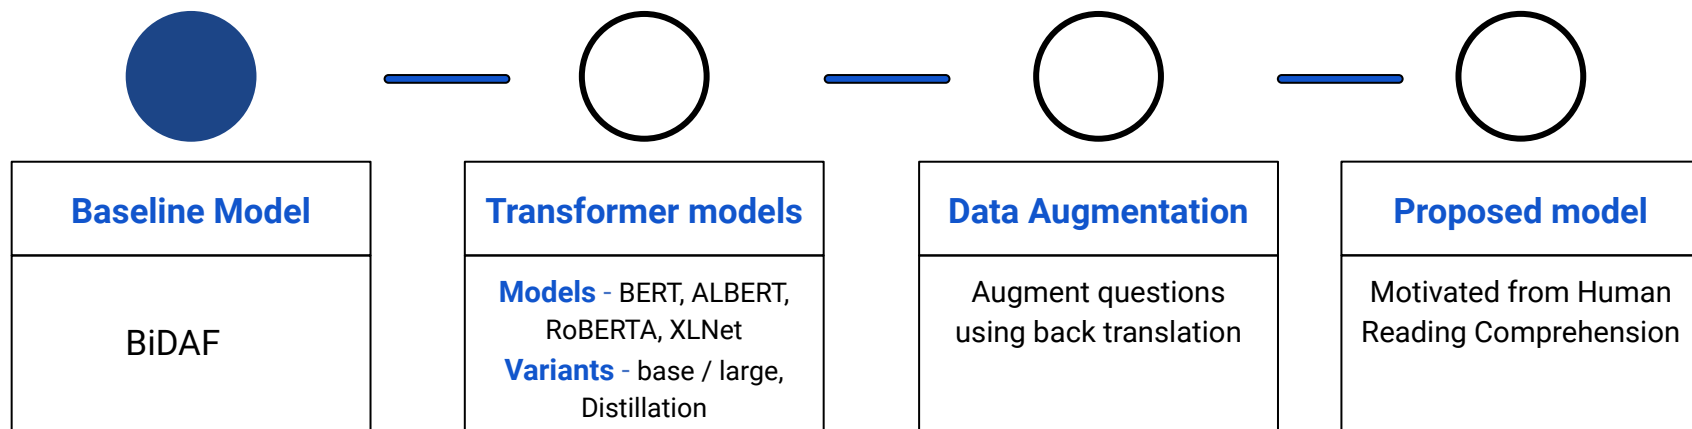 Baseline Model
BiDAF
Transformer models
Models - BERT, ALBERT,
RoBERTA, XLNet
Variants - base / large,
Distillation
Data Augmentation
Augment questions
using back translation
Proposed model
Motivated from Human
Reading Comprehension